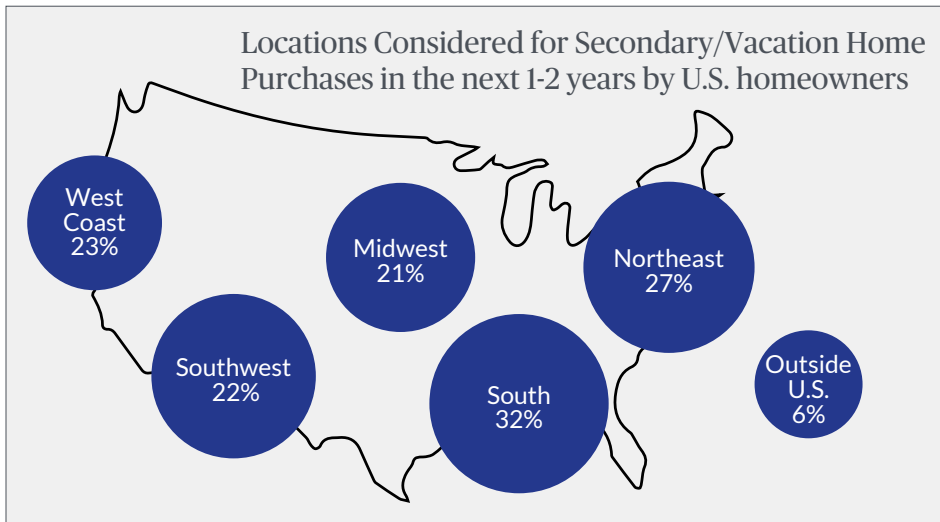 Locations Considered for Secondary/Vacation Home
Purchases in the next 1-2 years by U.S. homeowners
West
Coast
23%
Midwest
21%
Northeast
27%
Southwest
22%
South
32%
Outside
U.S.
6%